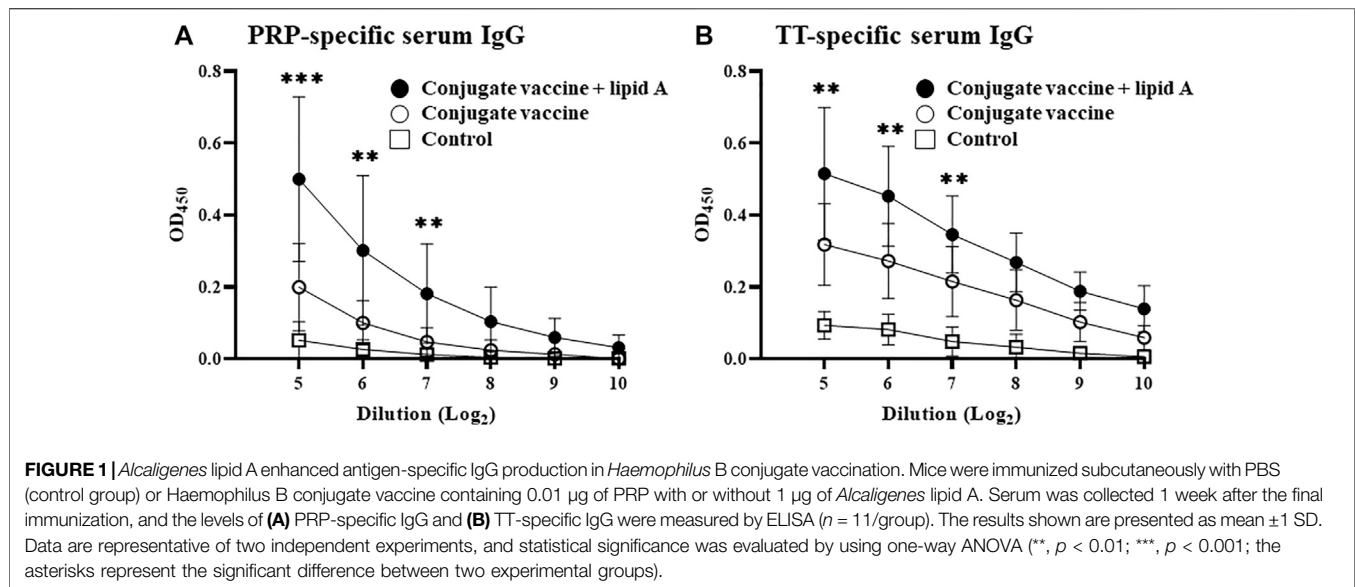 A PRP-specific serum IgG
0.8
0.6
0.4
0.2
0.0
OD450
***
**
**
Conjugate vaccine + lipid A
Conjugate vaccine
Control
5 6 7 8 9 10
Dilution (Log2)
B TT-specific serum IgG
0.8
0.6
0.4
0.2
0.0
OD450
**
**
**
Conjugate vaccine + lipid A
Conjugate vaccine
Control
5 6 7 8 9 10
Dilution (Log2)
FIGURE 1 | Alcaligenes lipid A enhanced antigen-specific IgG production in Haemophilus B conjugate vaccination. Mice were immunized subcutaneously with PBS
(control group) or Haemophilus B conjugate vaccine containing 0.01 µg of PRP with or without 1 µg of Alcaligenes lipid A. Serum was collected 1 week after the final
immunization, and the levels of (A) PRP-specific IgG and (B) TT-specific IgG were measured by ELISA (n = 11/group). The results shown are presented as mean ±1 SD.
Data are representative of two independent experiments, and statistical significance was evaluated by using one-way ANOVA (**, p < 0.01; ***, p < 0.001; the
asterisks represent the significant difference between two experimental groups).